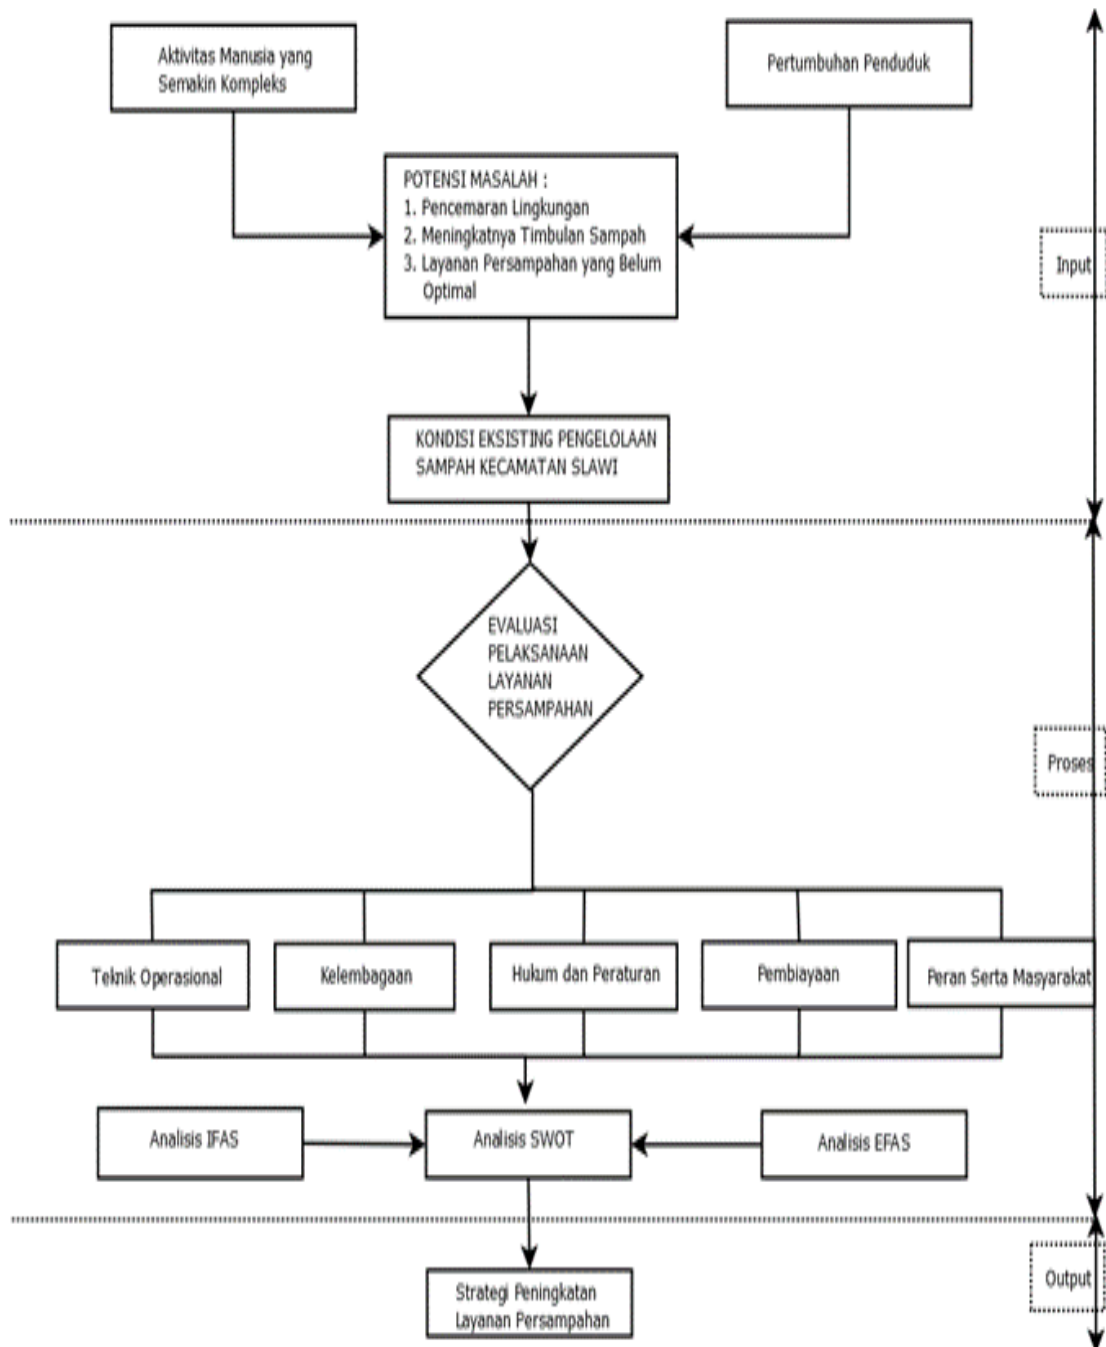 Aktivitas Manusia yang
Semakin Kompleks
Pertumbuhan Penduduk
POTENSI MASALAH :
1. Pencemaran Lingkungan
2. Meningkatnya Timbulan Sampah
3. Layanan Persampahan yang Belum
Optimal
Input
KONDISI EKSISTING PENGELOLAAN
SAMPAH KECAMATAN SLAWI
EVALUASI
PELAKSANAAN
LAYANAN
PERSAMPAHAN
Proses
Teknik Operasional
Kelembagaan
Hukum dan Peraturan
Pembiayaan
Peran Serta Masyarakat
Analisis IFAS
Analisis SWOT
Analisis EFAS
Strategi Peningkatan
Layanan Persampahan
Output